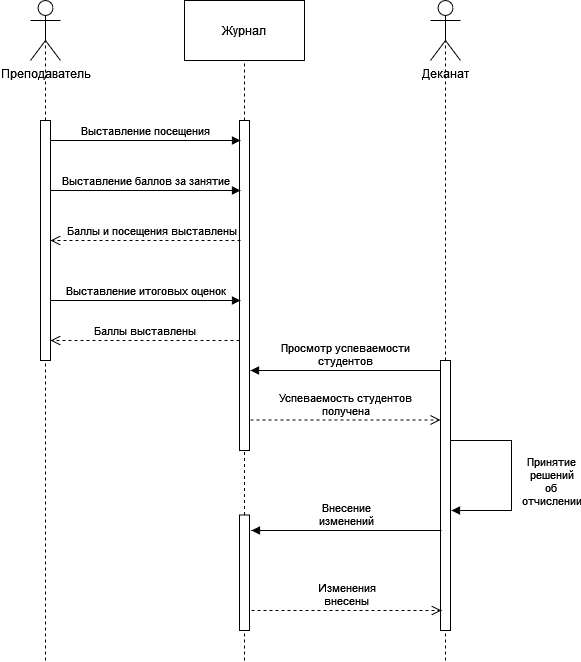 Журнал
Преподаватель
Деканат
Выставление посещения
Выставление баллов за занятие
Баллы и посещения выставлены
Выставление итоговых оценок
Баллы выставлены
Просмотр успеваемости
студентов
Успеваемость студентов
получена
Принятие
решений
об
отчислении
Внесение
изменений
Изменения
внесены